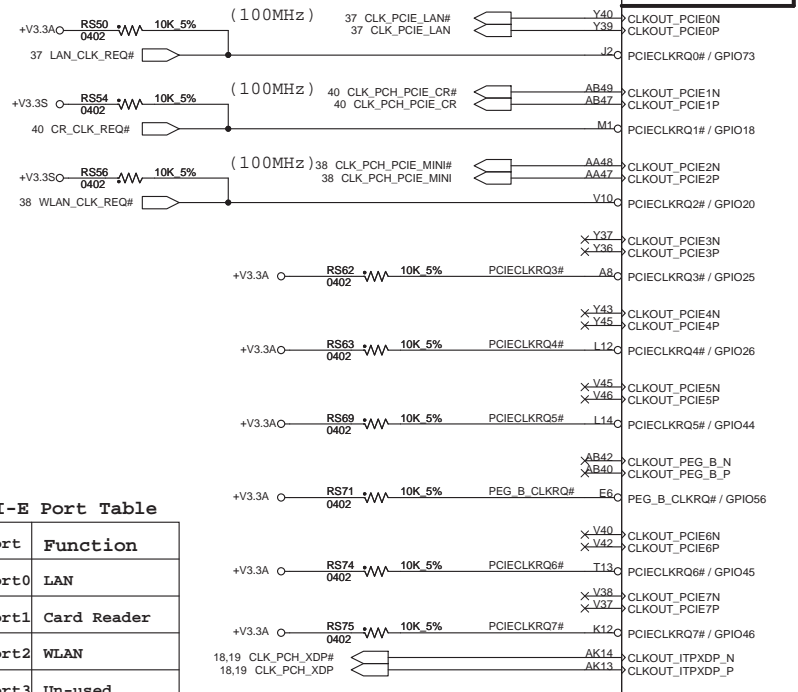 (100MHz) 37 CLK_PCIE_LAN# Y40 CLKOUT_PCIE0N
37 CLK_PCIE_LAN Y39 CLKOUT_PCIE0P
+V3.3A RS50 10K_5%
0402
37 LAN_CLK_REQ# J2 PCIECLKRQ0# / GPIO73
(100MHz) 40 CLK_PCH_PCIE_CR# AB49 CLKOUT_PCIE1N
40 CLK_PCH_PCIE_CR AB47 CLKOUT_PCIE1P
+V3.3S RS54 10K_5%
0402
40 CR_CLK_REQ# M1 PCIECLKRQ1# / GPIO18
(100MHz) 38 CLK_PCH_PCIE_MINI# AA48 CLKOUT_PCIE2N
38 CLK_PCH_PCIE_MINI AA47 CLKOUT_PCIE2P
+V3.3S RS56 10K_5%
0402
38 WLAN_CLK_REQ# V10 PCIECLKRQ2# / GPIO20
Y37 CLKOUT_PCIE3N
Y36 CLKOUT_PCIE3P
+V3.3A RS62 10K_5% PCIECLKRQ3# A8 PCIECLKRQ3# / GPIO25
0402
Y43 CLKOUT_PCIE4N
Y45 CLKOUT_PCIE4P
+V3.3A RS63 10K_5% PCIECLKRQ4# L12 PCIECLKRQ4# / GPIO26
0402
V45 CLKOUT_PCIE5N
V46 CLKOUT_PCIE5P
+V3.3A RS69 10K_5% PCIECLKRQ5# L14 PCIECLKRQ5# / GPIO44
0402
AB42 CLKOUT_PEG_B_N
AB40 CLKOUT_PEG_B_P
+V3.3A RS71 10K_5% PEG_B_CLKRQ# E6 PEG_B_CLKRQ# / GPIO56
0402
V40 CLKOUT_PCIE6N
V42 CLKOUT_PCIE6P
+V3.3A RS74 10K_5% PCIECLKRQ6# T13 PCIECLKRQ6# / GPIO45
0402
V38 CLKOUT_PCIE7N
V37 CLKOUT_PCIE7P
+V3.3A RS75 10K_5% PCIECLKRQ7# K12 PCIECLKRQ7# / GPIO46
0402
18,19 CLK_PCH_XDP# AK14 CLKOUT_ITPXDP_N
18,19 CLK_PCH_XDP AK13 CLKOUT_ITPXDP_P
I-E Port Table
ort Function
ort0 LAN
ort1 Card Reader
ort2 WLAN
ort3 Un-used